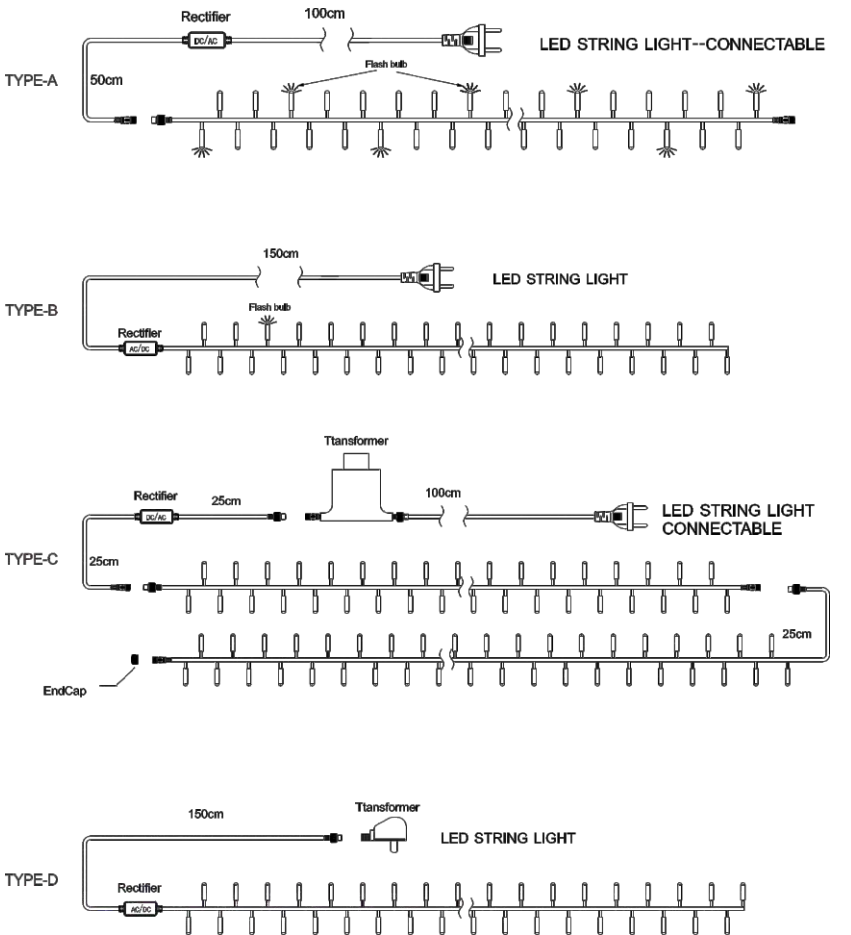 Rectifier
100cm
DC/AC
LED STRING LIGHT--CONNECTABLE
Flash bulb
TYPE-A
50cm
150cm
LED STRING LIGHT
TYPE-B
Flash bulb
Rectifier
AC/DC
Ttansformer
Rectifier
25cm
100cm
DC/AC
LED STRING LIGHT
CONNECTABLE
TYPE-C
25cm
25cm
EndCap
150cm
Ttansformer
LED STRING LIGHT
TYPE-D
Rectifier
AC/DC